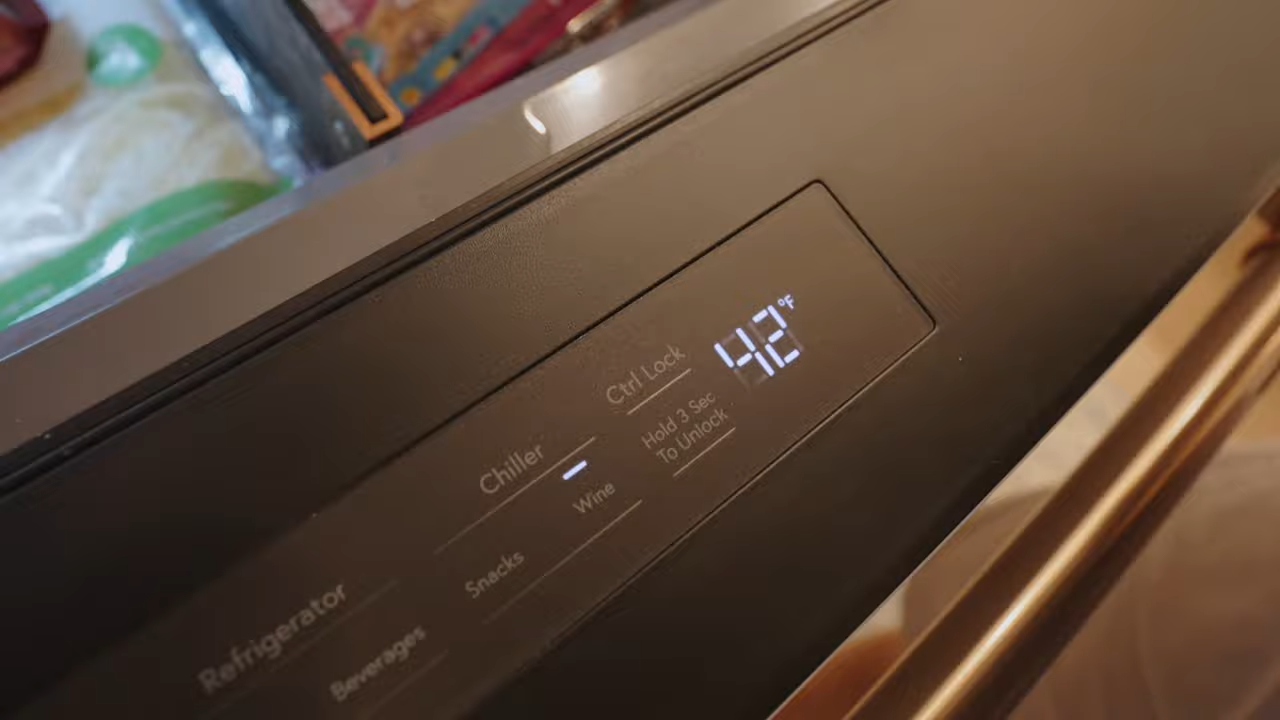 42°F
Ctrl Lock
Hold 3 Sec
To Unlock
Chiller
Wine
Snacks
Refrigerator
Beverages